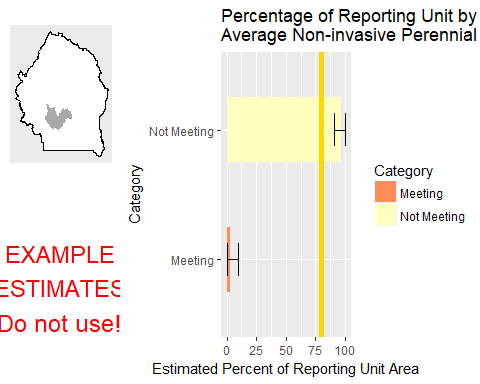 Percentage of Reporting Unit by
Average Non-invasive Perennial
Category
Not Meeting
Meeting
0 25 50 75 100
Estimated Percent of Reporting Unit Area
Category
Meeting
Not Meeting
EXAMPLE
ESTIMATES
Do not use!